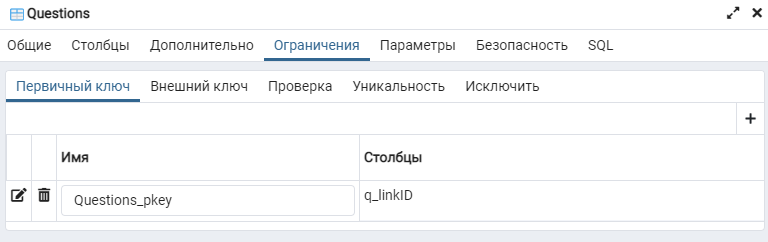 Questions
Общие Столбцы Дополнительно Ограничения Параметры Безопасность SQL
Первичный ключ Внешний ключ Проверка Уникальность Исключить
Имя Столбцы
Questions_pkey q_linkID